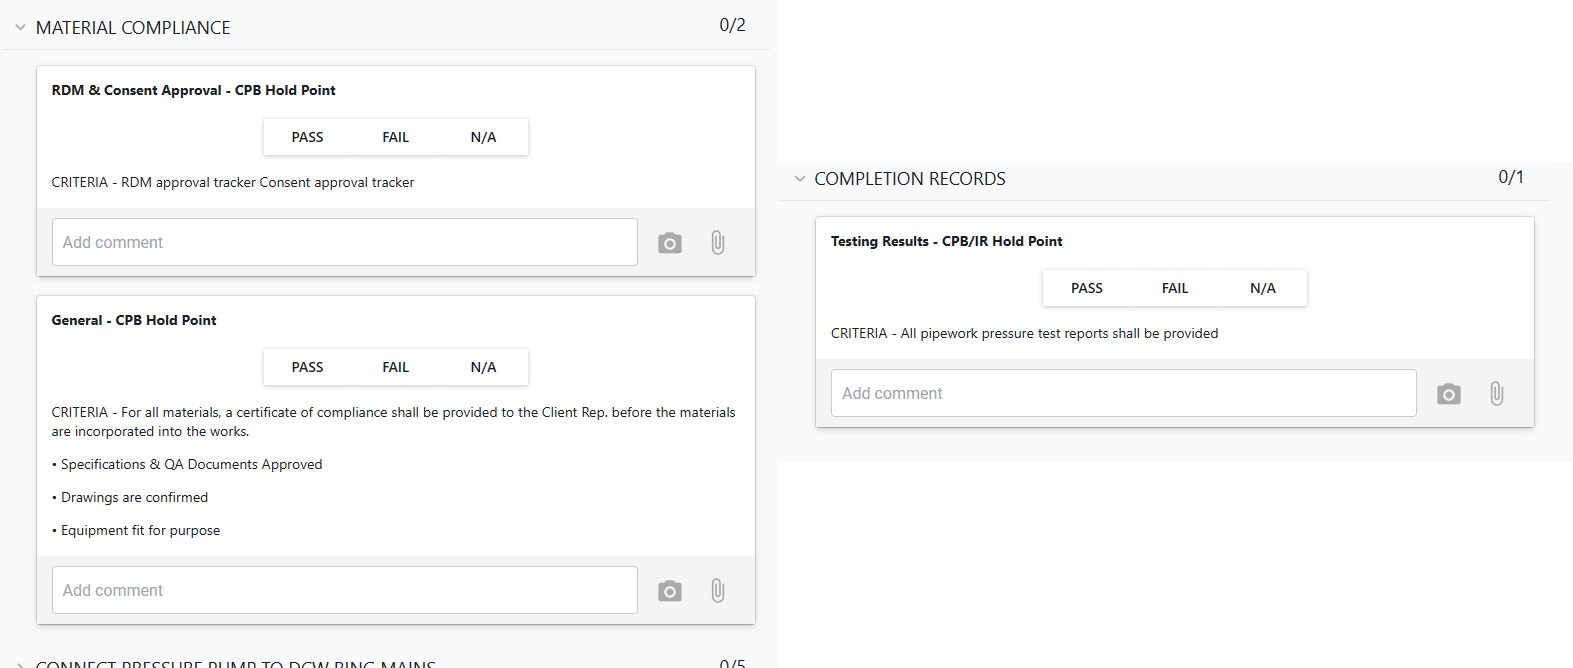 MATERIAL COMPLIANCE
0/2
RDM & Consent Approval - CPB Hold Point
PASS FAIL N/A
CRITERIA - RDM approval tracker Consent approval tracker
Add comment
General - CPB Hold Point
PASS FAIL N/A
CRITERIA - For all materials, a certificate of compliance shall be provided to the Client Rep. before the materials
are incorporated into the works.
• Specifications & QA Documents Approved
• Drawings are confirmed
• Equipment fit for purpose
Add comment
CONNECT PRESSURE PUMP TO DCW RING MAINS
0/5
COMPLETION RECORDS
0/1
Testing Results - CPB/IR Hold Point
PASS FAIL N/A
CRITERIA - All pipework pressure test reports shall be provided
Add comment